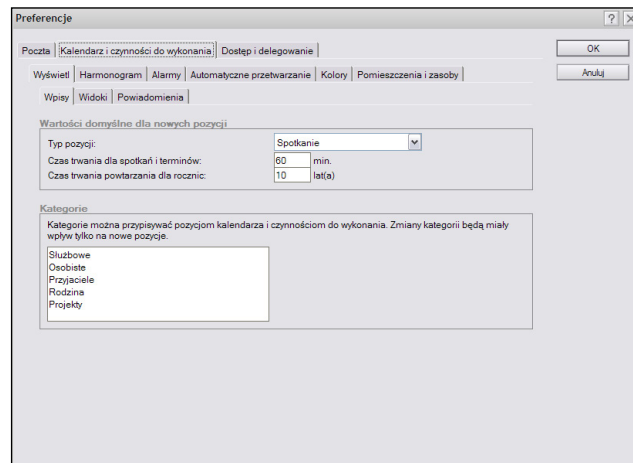 Preferencje
Poczta Kalendarz i czynności do wykonania Dostęp i delegowanie
OK
Wyświetl Harmonogram Alarmy Automatyczne przetwarzanie Kolory Pomieszczenia i zasoby
Anuluj
Wpisy Widoki Powiadomienia
Wartości domyślne dla nowych pozycji
Typ pozycji: Spotkanie
Czas trwania dla spotkań i terminów: 60 min.
Czas trwania powtarzania dla rocznic: 10 lat(a)
Kategorie
Kategorie można przypisywać pozycjom kalendarza i czynnościom do wykonania. Zmiany kategorii będą miały
wpływ tylko na nowe pozycje.
Służbowe
Osobiste
Przyjaciele
Rodzina
Projekty